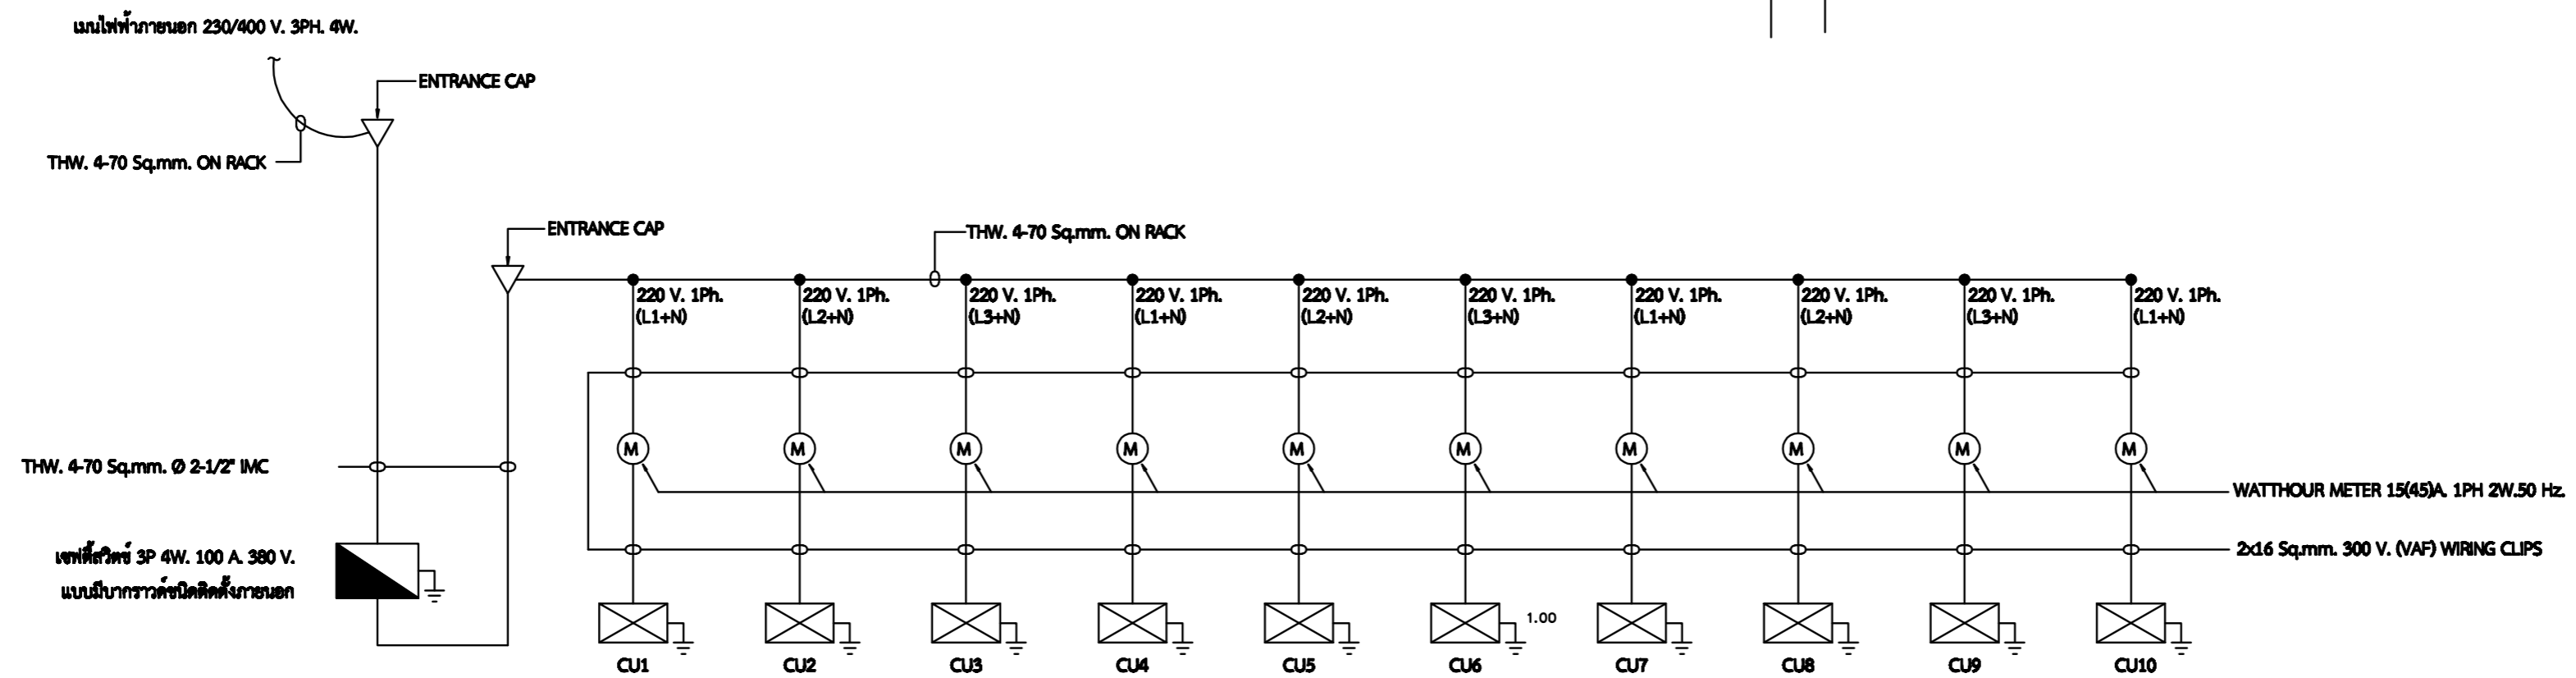 เมนไฟฟ้าภายนอก 230/400 V. 3PH. 4W.
ENTRANCE CAP
THW. 4-70 Sq.mm. ON RACK
ENTRANCE CAP
THW. 4-70 Sq.mm. ON RACK
220 V. 1Ph.
(L1+N)
220 V. 1Ph.
(L2+N)
220 V. 1Ph.
(L3+N)
220 V. 1Ph.
(L1+N)
220 V. 1Ph.
(L2+N)
220 V. 1Ph.
(L3+N)
220 V. 1Ph.
(L1+N)
220 V. 1Ph.
(L2+N)
220 V. 1Ph.
(L3+N)
220 V. 1Ph.
(L1+N)
M M M M M M M M M M
THW. 4-70 Sq.mm. Ø 2-1/2" IMC
WATTHOUR METER 15(45)A. 1PH 2W.50 Hz.
เซฟตี้สวิตช์ 3P 4W. 100 A. 380 V.
แบบมีบากราวด์ชนิดติดตั้งภายนอก
2x16 Sq.mm. 300 V. (VAF) WIRING CLIPS
1.00
CU1 CU2 CU3 CU4 CU5 CU6 CU7 CU8 CU9 CU10